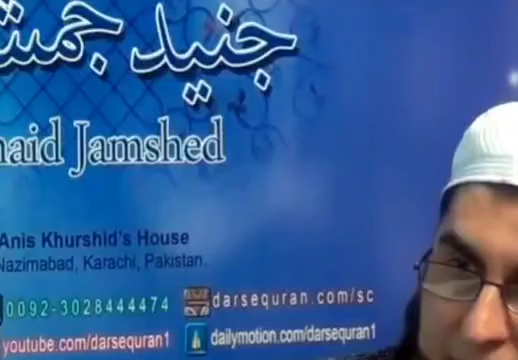 جنید جمش
naid Jamshed
Anis Khurshid's House
Nazimabad, Karachi, Pakistan.
0092-3028444474
darsequran.com/sc
youtube.com/darsequran1
dailymotion.com/darsequran1